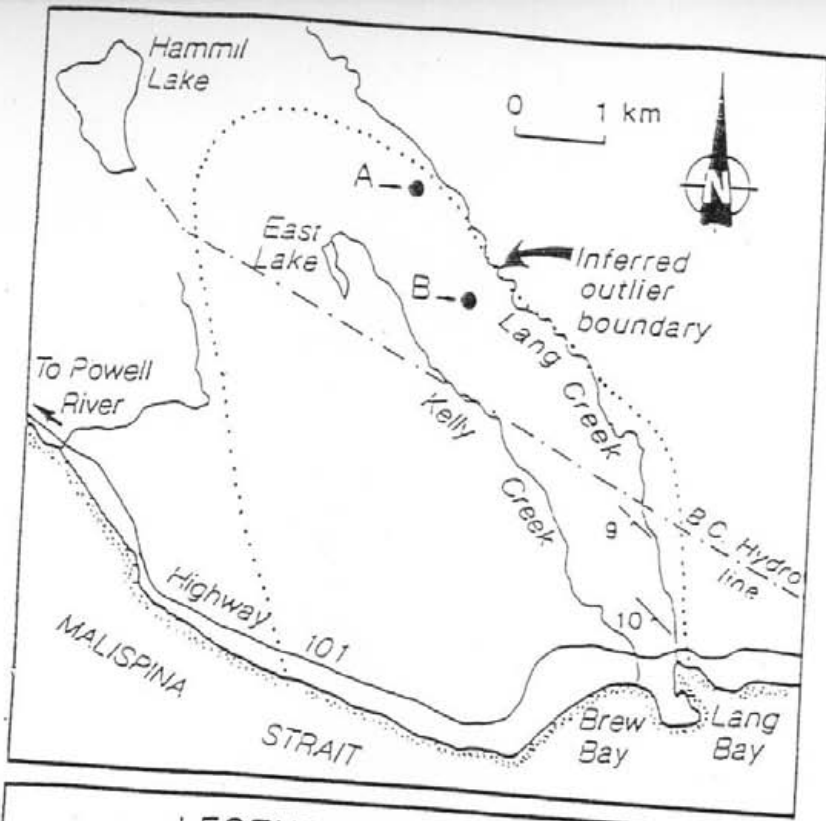 Hammil
Lake
0 1 km
A
N
East
Lake
Inferred
outlier
boundary
B
Lang
Creek
To Powell
River
Kelly
Creek
9
B.C. Hydro
line
Highway 101
10
MALISPINA
STRAIT
Brew
Bay
Lang
Bay